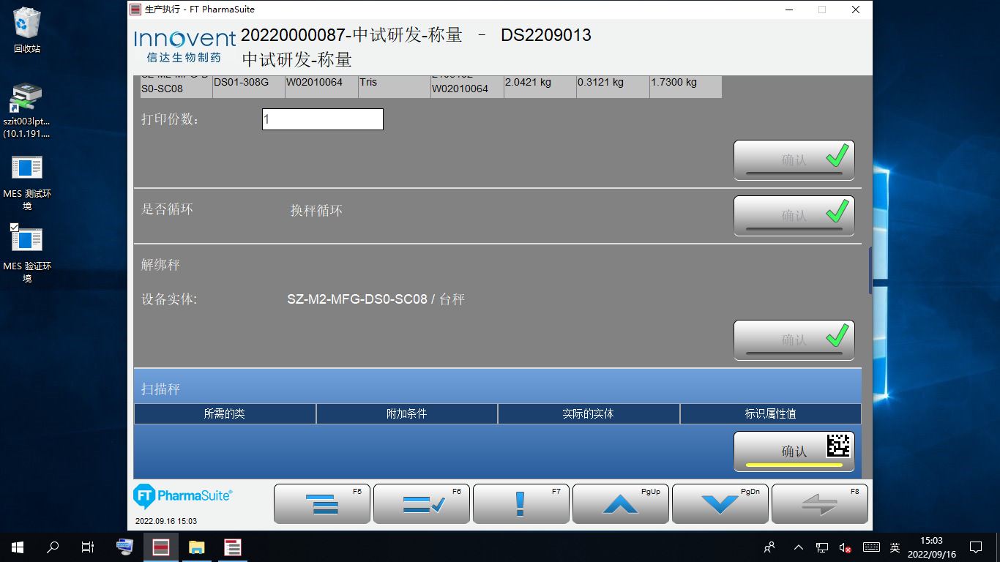 回收站
szit003lpt...
(10.1.191....
MES 测试环
境
MES 验证环
境
生产执行 - FT PharmaSuite
Innovent
信达生物制药
20220000087-中试研发-称量 - DS2209013
中试研发-称量
S0-SC08
DS01-308G
W02010064
Tris
W02010064
2.0421 kg
0.3121 kg
1.7300 kg
打印份数:
1
确认
是否循环
换秤循环
确认
解绑秤
设备实体:
SZ-M2-MFG-DS0-SC08 / 台秤
确认
扫描秤
所需的类
附加条件
实际的实体
标识属性值
确认
FT PharmaSuite®
2022.09.16 15:03
F5
F6
F7
PgUp
PgDn
F8
英
15:03
2022/09/16